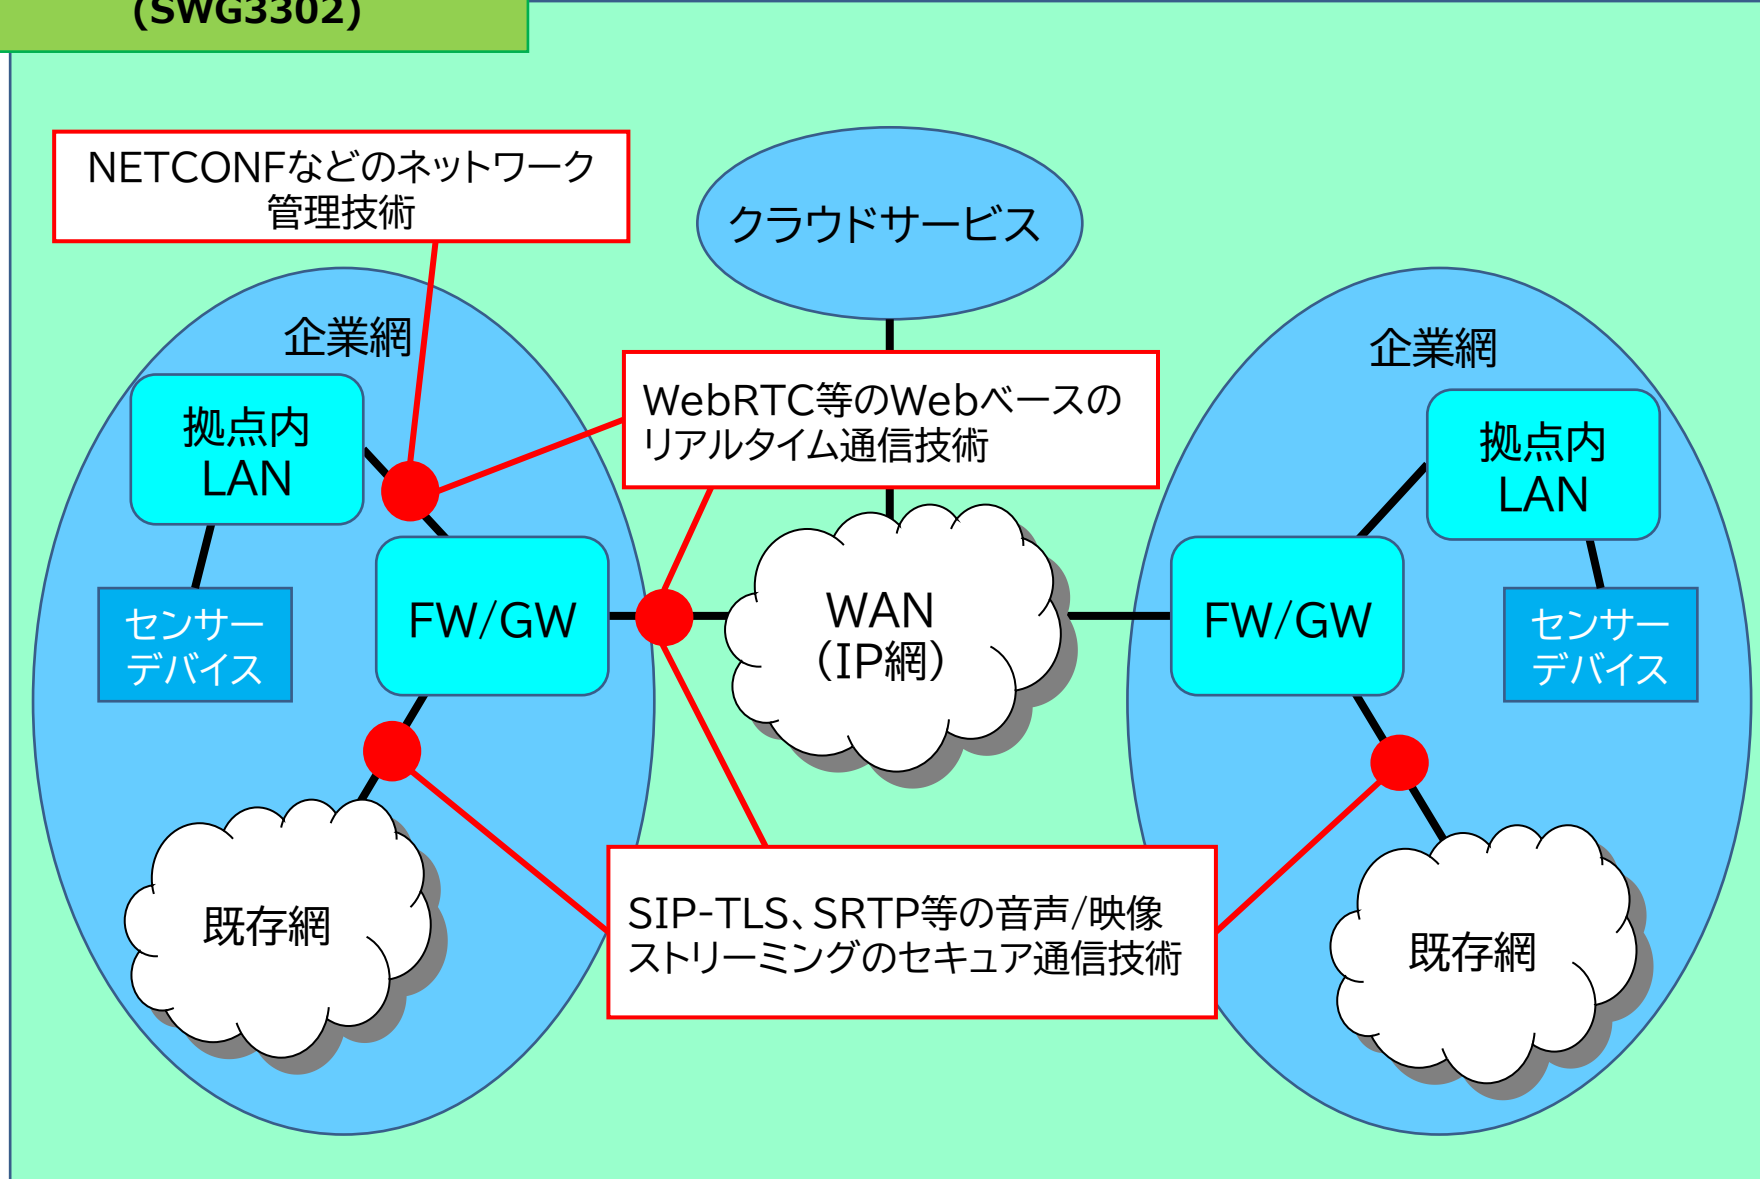 (SWG3302)
NETCONFなどのネットワーク
管理技術
クラウドサービス
企業網
企業網
WebRTC等のWebベースの
リアルタイム通信技術
拠点内
LAN
拠点内
LAN
FW/GW
WAN
（IP網）
FW/GW
センサー
デバイス
センサー
デバイス
SIP-TLS、SRTP等の音声/映像
ストリーミングのセキュア通信技術
既存網
既存網